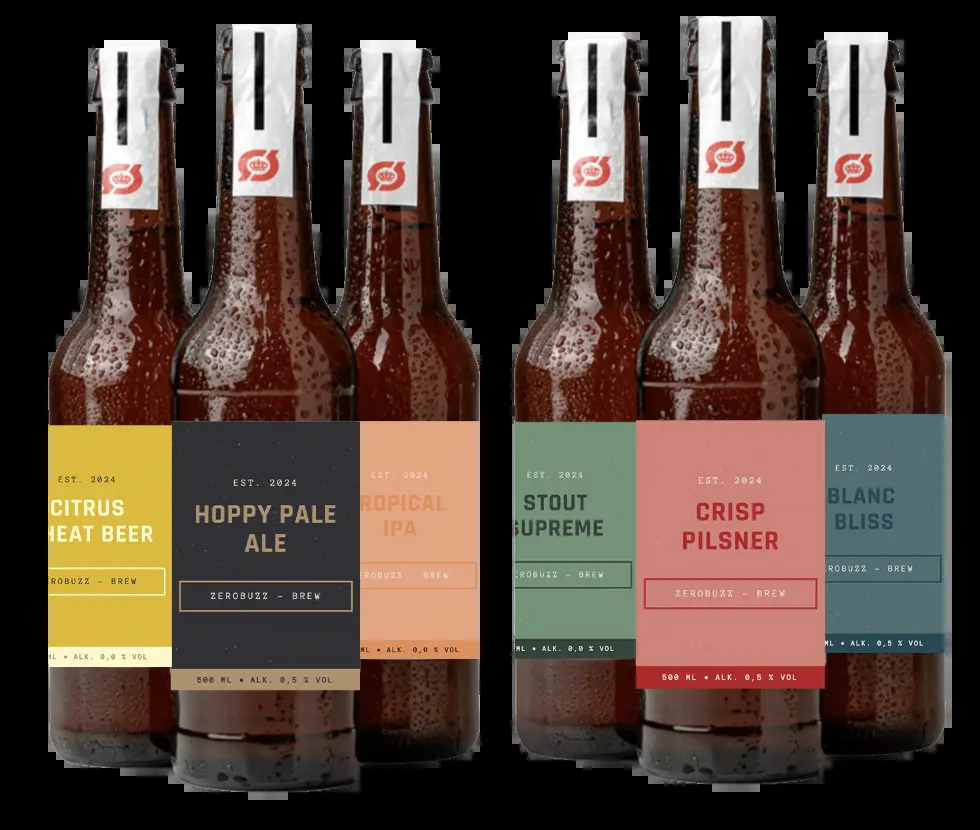 EST. 2024
CITRUS
HEAT BEER
ROBUZZ – BREW
ML • ALK. 0,0 % VOL
EST. 2024
HOPPY PALE
ALE
ZEROBUZZ – BREW
500 ML • ALK. 0,5 % VOL
EST. 2024
ROPICAL
IPA
EROBUZZ – BREW
ML • ALK. 0,0 % VOL
Ø
Ø
Ø
EST. 2024
STOUT
SUPREME
EROBUZZ – BREW
ML • ALK. 0,0 % VOL
EST. 2024
CRISP
PILSNER
ZEROBUZZ – BREW
500 ML • ALK. 0,5 % VOL
EST. 2024
BLANC
BLISS
ROBUZZ – BREW
ML • ALK. 0,5 % VOL
Ø
Ø
Ø